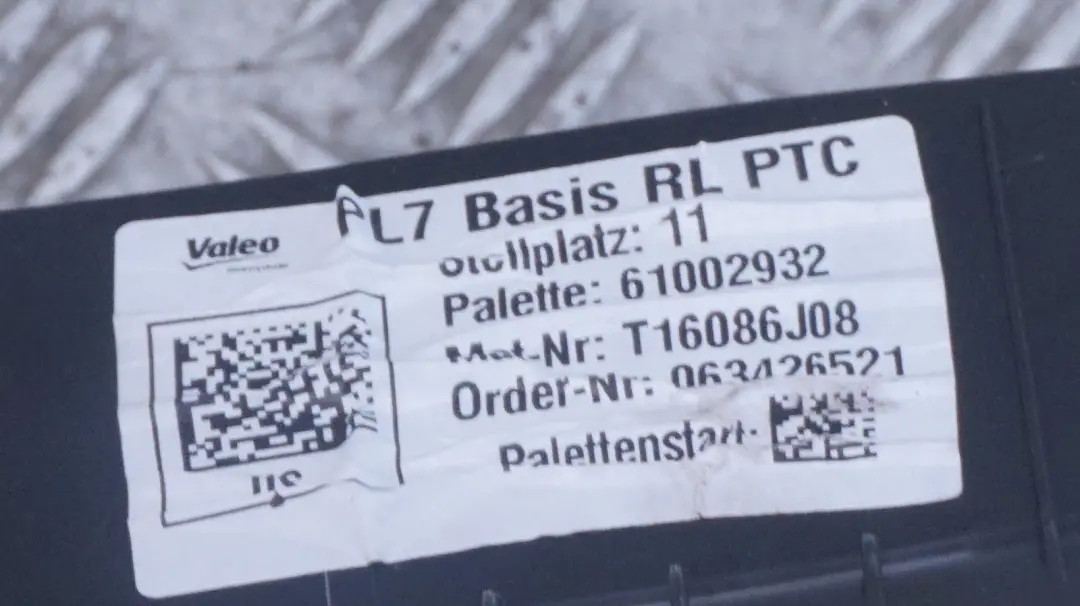 Valeo
PL7 Basis RL PTC
Stellplatz: 11
Palette: 61002932
Mat-Nr: T16086J08
Order-Nr: 063426521
Palettenstart: